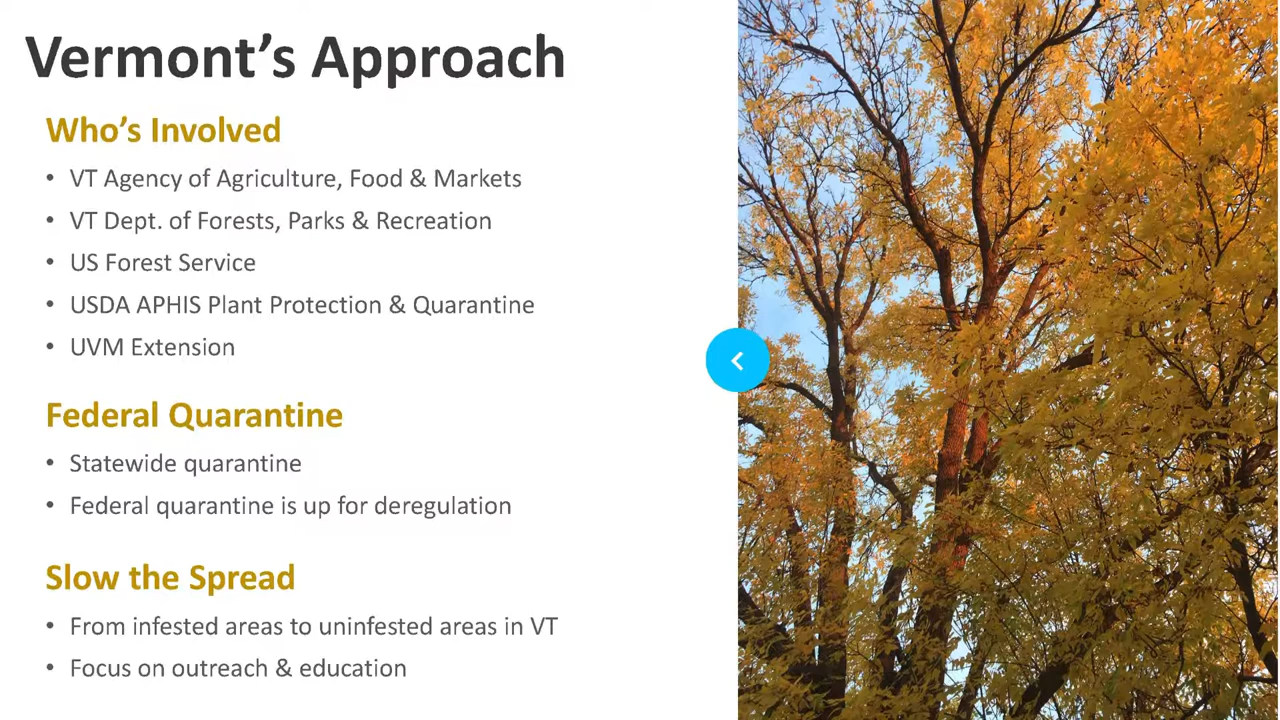 Vermont’s Approach
Who’s Involved
• VT Agency of Agriculture, Food & Markets
• VT Dept. of Forests, Parks & Recreation
• US Forest Service
• USDA APHIS Plant Protection & Quarantine
• UVM Extension
Federal Quarantine
• Statewide quarantine
• Federal quarantine is up for deregulation
Slow the Spread
• From infested areas to uninfested areas in VT
• Focus on outreach & education